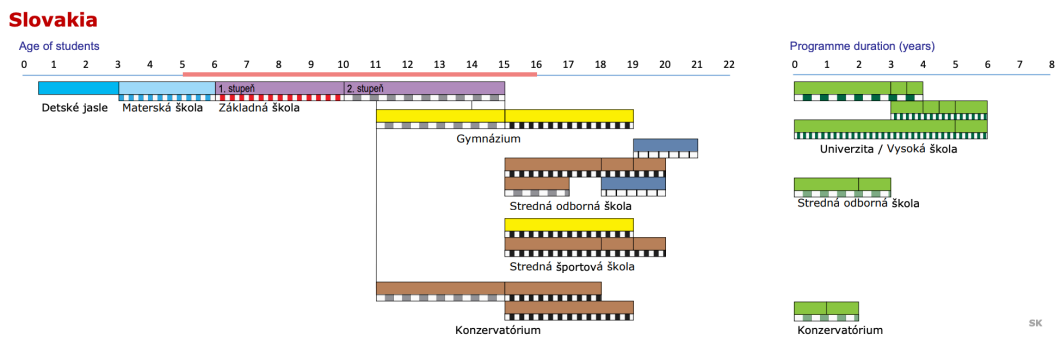 Slovakia
Age of students
Programme duration (years)
0 1 2 3 4 5 6 7 8 9 10 11 12 13 14 15 16 17 18 19 20 21 22
0 1 2 3 4 5 6 7 8
1. stupeň
2. stupeň
Detské jasle
Materská škola
Základná škola
Gymnázium
Univerzita / Vysoká škola
Stredná odborná škola
Stredná odborná škola
Stredná športová škola
Konzervatórium
Konzervatórium
SK